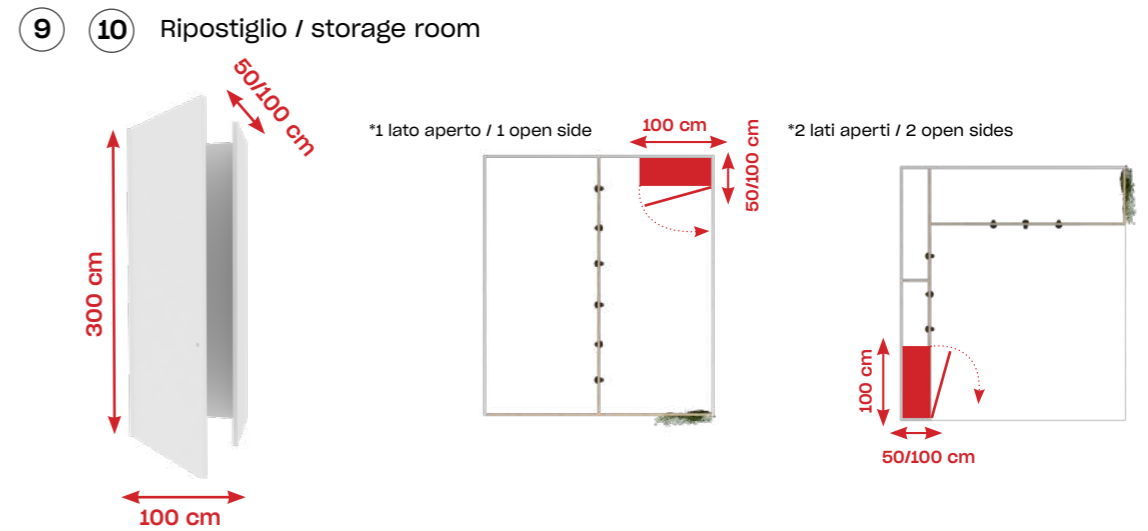 9 10 Ripostiglio / storage room
50/100 cm
300 cm
100 cm
*1 lato aperto / 1 open side
100 cm
50/100 cm
*2 lati aperti / 2 open sides
100 cm
50/100 cm